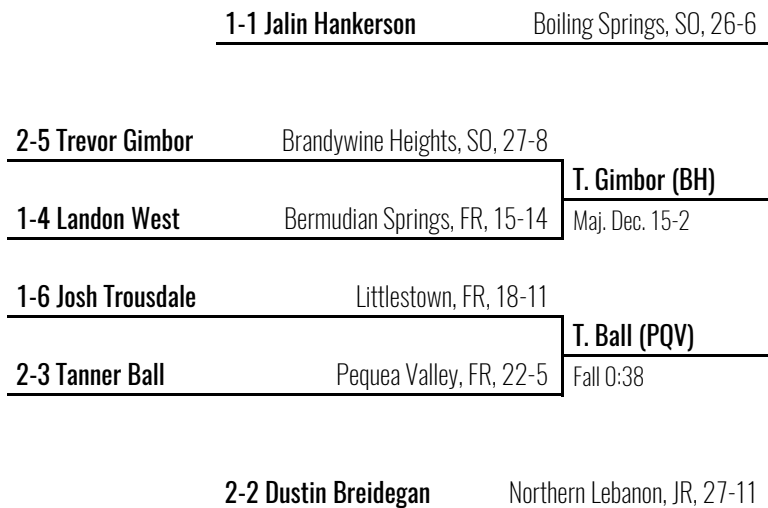 1-1 Jalin Hankerson Boiling Springs, SO, 26-6
2-5 Trevor Gimbor Brandywine Heights, SO, 27-8
T. Gimbor (BH)
1-4 Landon West Bermudian Springs, FR, 15-14
Maj. Dec. 15-2
1-6 Josh Trousdale Littlestown, FR, 18-11
T. Ball (PQV)
2-3 Tanner Ball Pequea Valley, FR, 22-5
Fall 0:38
2-2 Dustin Breidegan Northern Lebanon, JR, 27-11